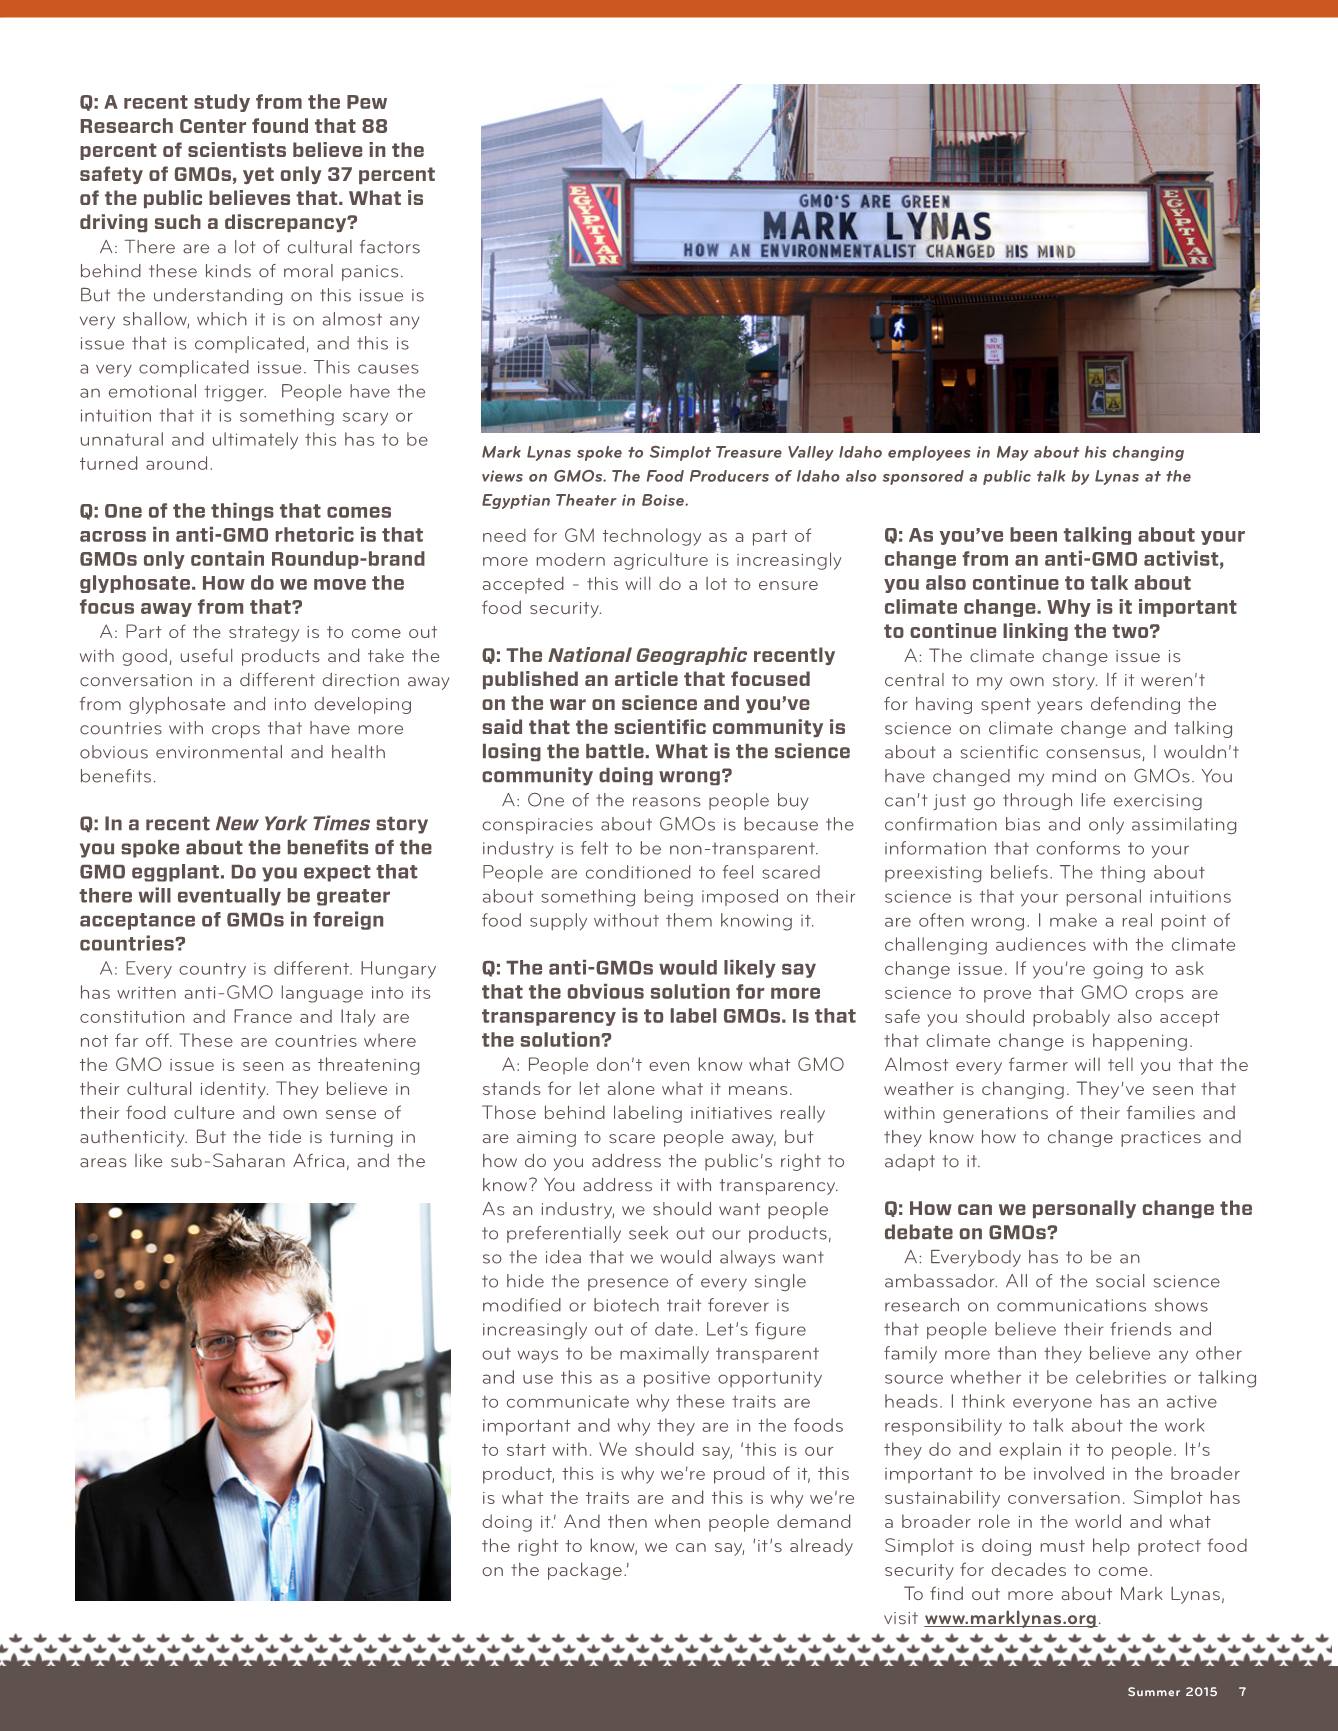 Q: A recent study from the Pew
Research Center found that 88
percent of scientists believe in the
safety of GMOs, yet only 37 percent
of the public believes that. What is
driving such a discrepancy?
A: There are a lot of cultural factors
behind these kinds of moral panics.
But the understanding on this issue is
very shallow, which it is on almost any
issue that is complicated, and this is
a very complicated issue. This causes
an emotional trigger.  People have the
intuition that it is something scary or
unnatural and ultimately this has to be
turned around.
Q: One of the things that comes
across in anti-GMO rhetoric is that
GMOs only contain Roundup-brand
glyphosate. How do we move the
focus away from that?
A: Part of the strategy is to come out
with good, useful products and take the
conversation in a different direction away
from glyphosate and into developing
countries with crops that have more
obvious environmental and health
benefits.
Q: In a recent New York Times story
you spoke about the benefits of the
GMO eggplant. Do you expect that
there will eventually be greater
acceptance of GMOs in foreign
countries?
A: Every country is different. Hungary
has written anti-GMO language into its
constitution and France and Italy are
not far off. These are countries where
the GMO issue is seen as threatening
their cultural identity. They believe in
their food culture and own sense of
authenticity. But the tide is turning in
areas like sub-Saharan Africa, and the
EGYPTIAN
GMO'S ARE GREEN
MARK LYNAS
HOW AN ENVIRONMENTALIST CHANGED HIS MIND
EGYPTIAN
NO
PARKING
Mark Lynas spoke to Simplot Treasure Valley Idaho employees in May about his changing
views on GMOs. The Food Producers of Idaho also sponsored a public talk by Lynas at the
Egyptian Theater in Boise.
need for GM technology as a part of
more modern agriculture is increasingly
accepted – this will do a lot to ensure
food security.
Q: The National Geographic recently
published an article that focused
on the war on science and you've
said that the scientific community is
losing the battle. What is the science
community doing wrong?
A: One of the reasons people buy
conspiracies about GMOs is because the
industry is felt to be non-transparent.
People are conditioned to feel scared
about something being imposed on their
food supply without them knowing it.
Q: The anti-GMOs would likely say
that the obvious solution for more
transparency is to label GMOs. Is that
the solution?
A: People don't even know what GMO
stands for let alone what it means.
Those behind labeling initiatives really
are aiming to scare people away, but
how do you address the public's right to
know? You address it with transparency.
As an industry, we should want people
to preferentially seek out our products,
so the idea that we would always want
to hide the presence of every single
modified or biotech trait forever is
increasingly out of date. Let's figure
out ways to be maximally transparent
and use this as a positive opportunity
to communicate why these traits are
important and why they are in the foods
to start with. We should say, 'this is our
product, this is why we're proud of it, this
is what the traits are and this is why we're
doing it.' And then when people demand
the right to know, we can say, 'it's already
on the package.'
Q: As you've been talking about your
change from an anti-GMO activist,
you also continue to talk about
climate change. Why is it important
to continue linking the two?
A: The climate change issue is
central to my own story. If it weren't
for having spent years defending the
science on climate change and talking
about a scientific consensus, I wouldn't
have changed my mind on GMOs. You
can't just go through life exercising
confirmation bias and only assimilating
information that conforms to your
preexisting beliefs. The thing about
science is that your personal intuitions
are often wrong. I make a real point of
challenging audiences with the climate
change issue. If you're going to ask
science to prove that GMO crops are
safe you should probably also accept
that climate change is happening.
Almost every farmer will tell you that the
weather is changing. They've seen that
within generations of their families and
they know how to change practices and
adapt to it.
Q: How can we personally change the
debate on GMOs?
A: Everybody has to be an
ambassador. All of the social science
research on communications shows
that people believe their friends and
family more than they believe any other
source whether it be celebrities or talking
heads. I think everyone has an active
responsibility to talk about the work
they do and explain it to people. It's
important to be involved in the broader
sustainability conversation. Simplot has
a broader role in the world and what
Simplot is doing must help protect food
security for decades to come.
To find out more about Mark Lynas,
visit www.marklynas.org.
Summer 2015 7